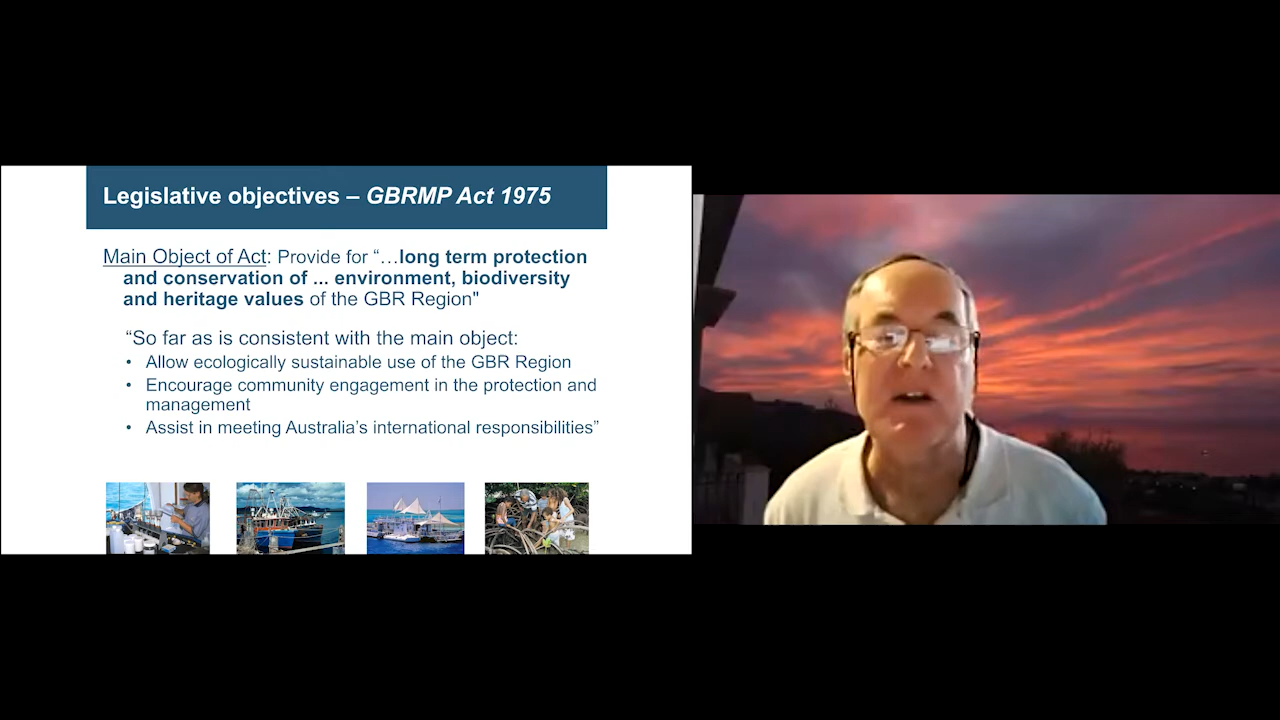 Legislative objectives – GBRMP Act 1975
Main Object of Act: Provide for “…long term protection
and conservation of ... environment, biodiversity
and heritage values of the GBR Region"
“So far as is consistent with the main object:
• Allow ecologically sustainable use of the GBR Region
• Encourage community engagement in the protection and
management
• Assist in meeting Australia’s international responsibilities”